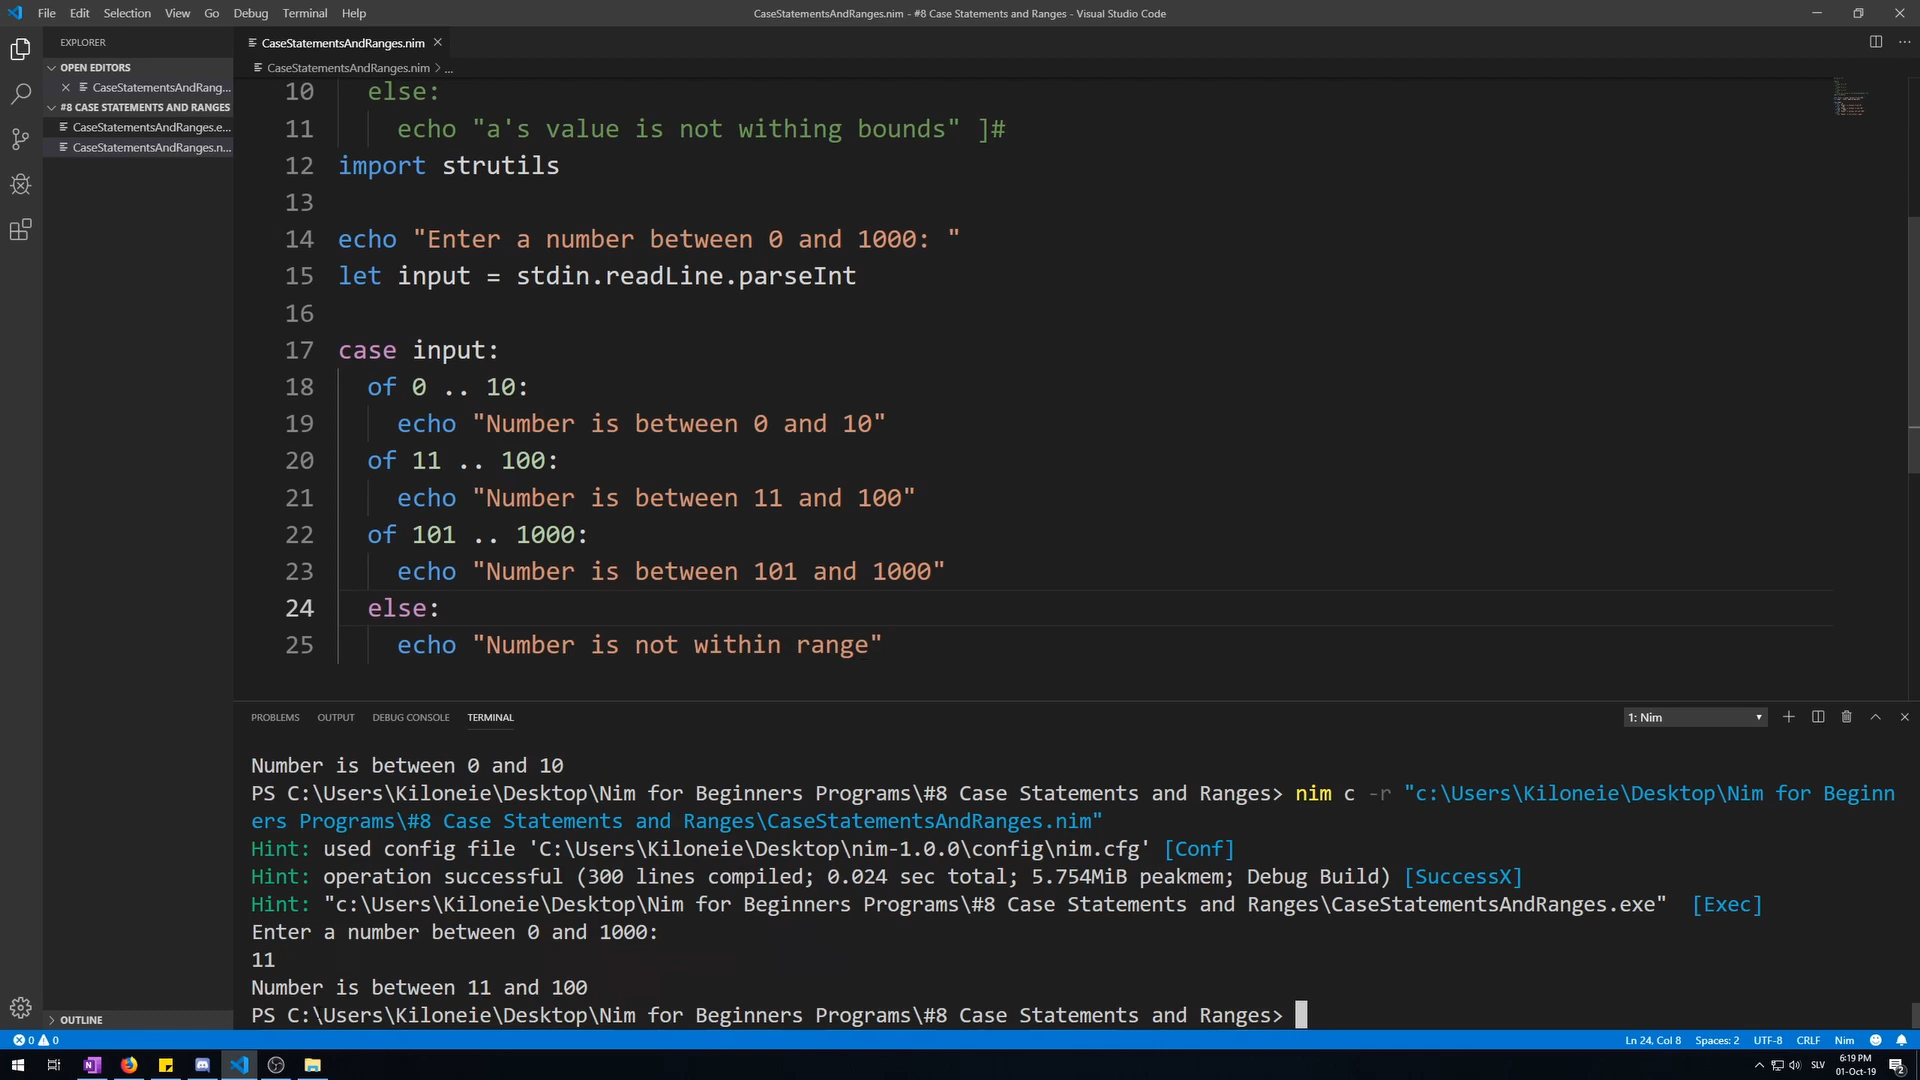 File Edit Selection View Go Debug Terminal Help
CaseStatementsAndRanges.nim - #8 Case Statements and Ranges - Visual Studio Code
EXPLORER
OPEN EDITORS
CaseStatementsAndRang...
#8 CASE STATEMENTS AND RANGES
CaseStatementsAndRanges.e...
CaseStatementsAndRanges.n...
OUTLINE
CaseStatementsAndRanges.nim
CaseStatementsAndRanges.nim > ...
10 else:
11 echo "a's value is not withing bounds" ]#
12 import strutils
13
14 echo "Enter a number between 0 and 1000: "
15 let input = stdin.readLine.parseInt
16
17 case input:
18 of 0 .. 10:
19 echo "Number is between 0 and 10"
20 of 11 .. 100:
21 echo "Number is between 11 and 100"
22 of 101 .. 1000:
23 echo "Number is between 101 and 1000"
24 else:
25 echo "Number is not within range"
PROBLEMS OUTPUT DEBUG CONSOLE TERMINAL
1: Nim
Number is between 0 and 10
PS C:\Users\Kiloneie\Desktop\Nim for Beginners Programs\#8 Case Statements and Ranges> nim c -r "c:\Users\Kiloneie\Desktop\Nim for Beginn
ers Programs\#8 Case Statements and Ranges\CaseStatementsAndRanges.nim"
Hint: used config file 'C:\Users\Kiloneie\Desktop\nim-1.0.0\config\nim.cfg' [Conf]
Hint: operation successful (300 lines compiled; 0.024 sec total; 5.754MiB peakmem; Debug Build) [SuccessX]
Hint: "c:\Users\Kiloneie\Desktop\Nim for Beginners Programs\#8 Case Statements and Ranges\CaseStatementsAndRanges.exe" [Exec]
Enter a number between 0 and 1000:
11
Number is between 11 and 100
PS C:\Users\Kiloneie\Desktop\Nim for Beginners Programs\#8 Case Statements and Ranges>
0 0
Ln 24, Col 8 Spaces: 2 UTF-8 CRLF Nim
SLV
6:19 PM
01-Oct-19
2